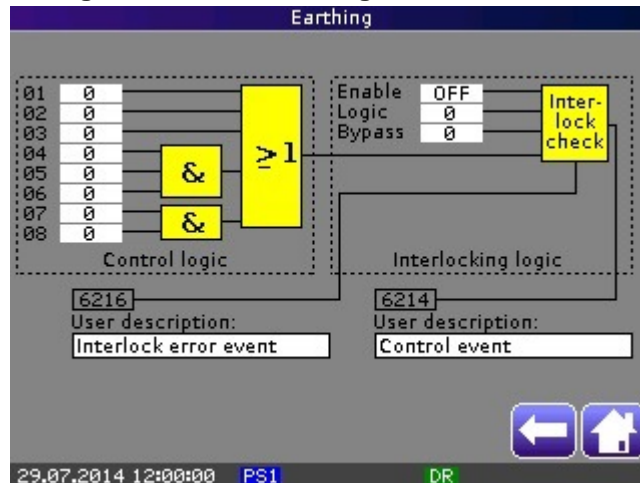 Earthing
01 0
02 0
03 0
04 0
05 0
06 0
07 0
08 0
&
&
≥1
Control logic
Enable OFF
Logic 0
Bypass 0
Inter-
lock
check
Interlocking logic
6216
User description:
Interlock error event
6214
User description:
Control event
29.07.2014 12:00:00 PS1 DR